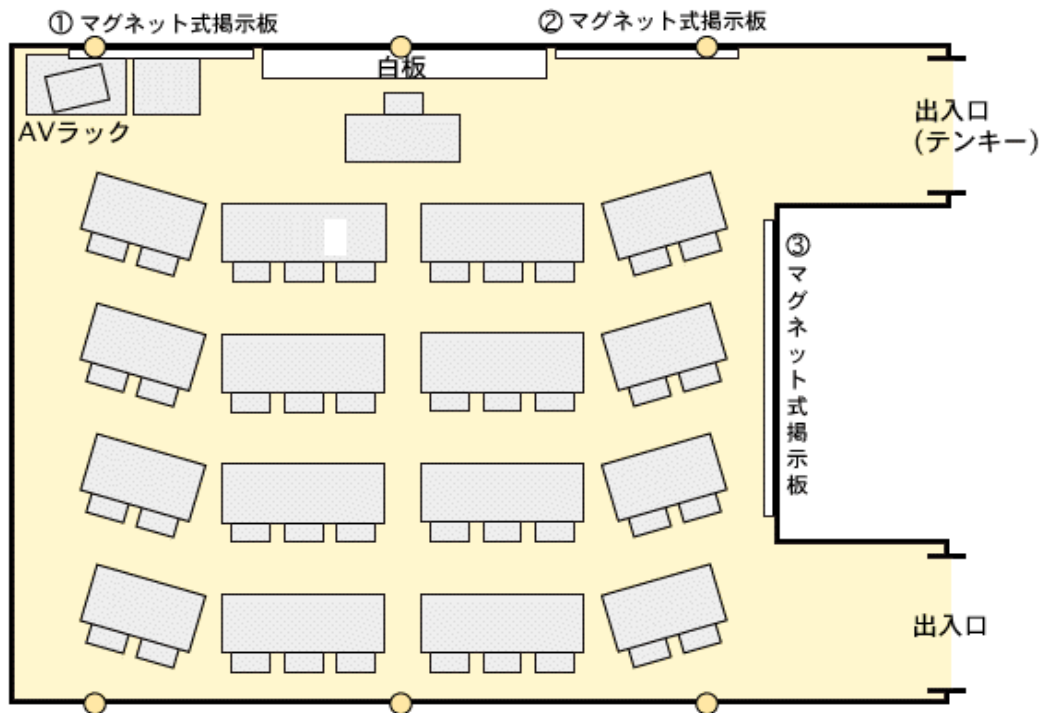 ① マグネット式掲示板
② マグネット式掲示板
白板
AVラック
出入口
(テンキー)
③マグネット式掲示板
出入口